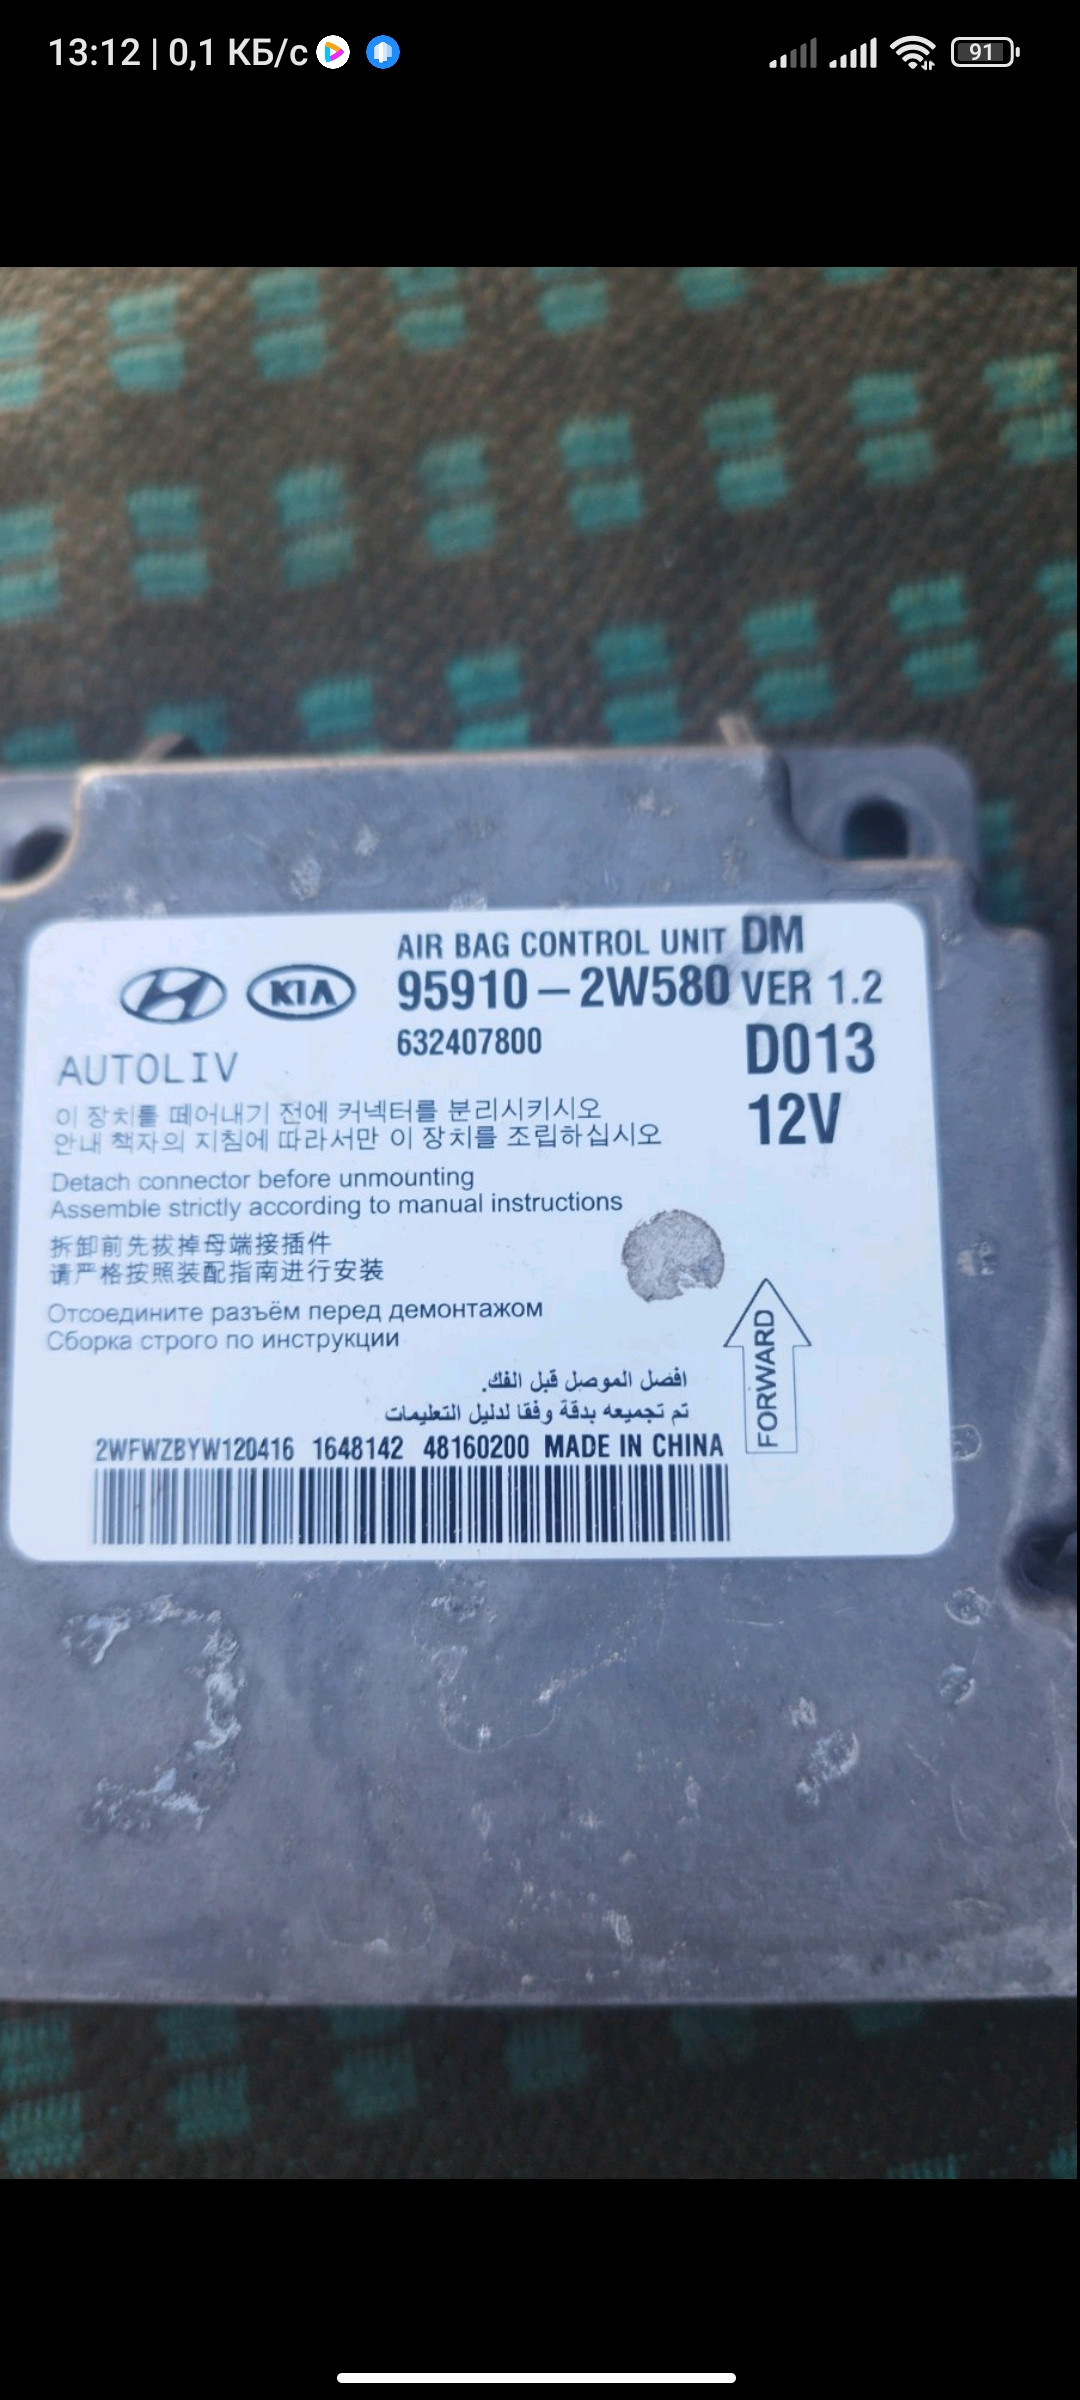 13:12 | 0,1 КБ/с
91
AIR BAG CONTROL UNIT DM
KIA
95910-2W580 VER 1.2
632407800
D013
AUTOLIV
12V
이 장치를 떼어내기 전에 커넥터를 분리시키시오
안내 책자의 지침에 따라서만 이 장치를 조립하십시오
Detach connector before unmounting
Assemble strictly according to manual instructions
拆卸前先拔掉母端接插件
请严格按照装配指南进行安装
Отсоедините разъём перед демонтажом
Сборка строго по инструкции
افصل الموصل قبل الفك.
تم تجميعه بدقة وفقا لدليل التعليمات
FORWARD
2WFWZBYW120416 1648142 48160200 MADE IN CHINA